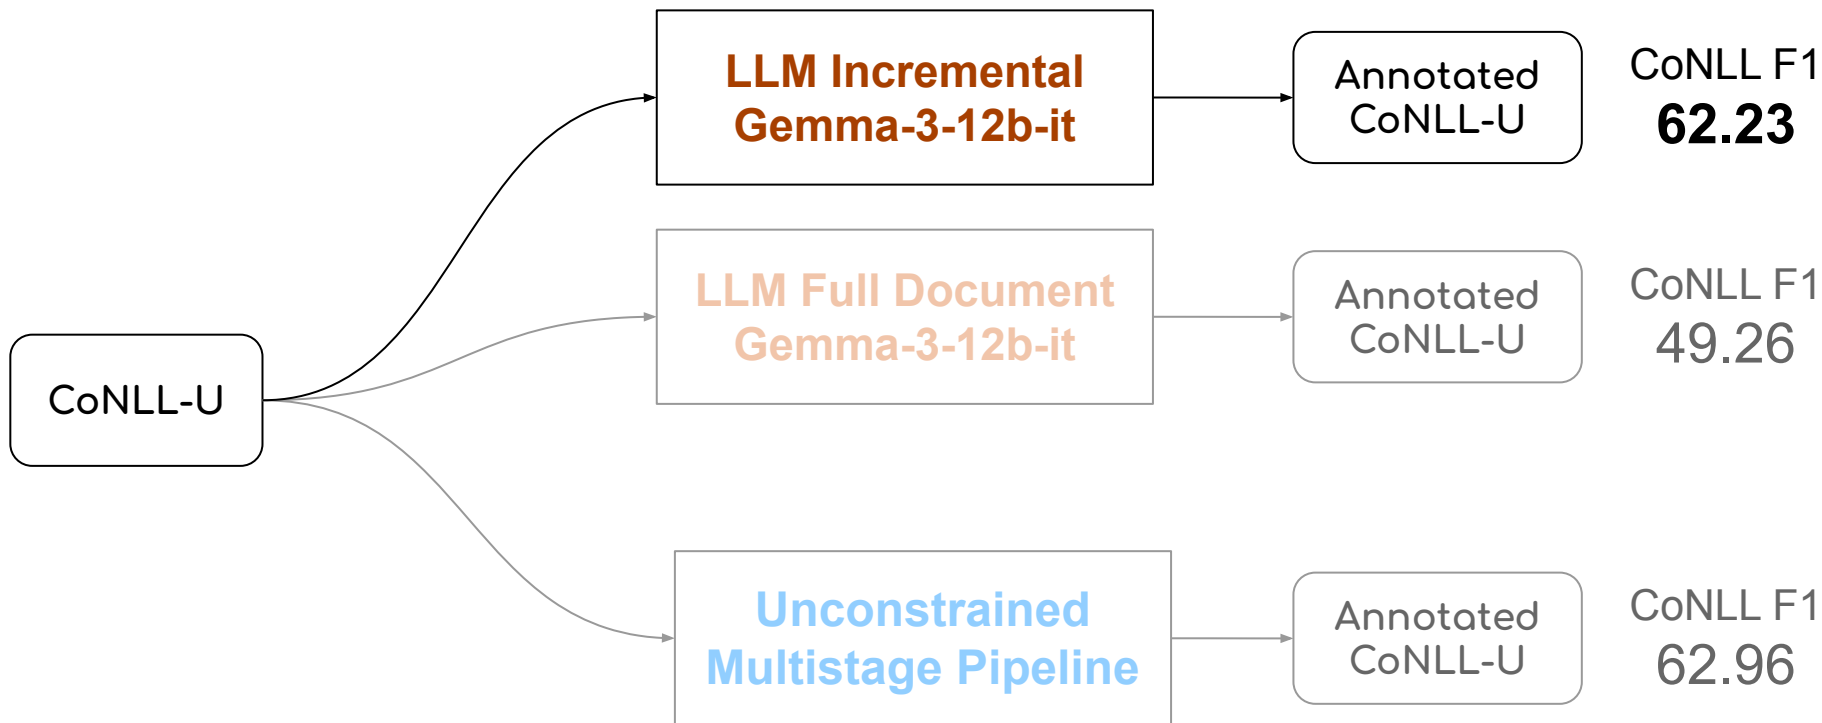 CoNLL-U
LLM Incremental
Gemma-3-12b-it
Annotated
CoNLL-U
CoNLL F1
62.23
LLM Full Document
Gemma-3-12b-it
Annotated
CoNLL-U
CoNLL F1
49.26
Unconstrained
Multistage Pipeline
Annotated
CoNLL-U
CoNLL F1
62.96